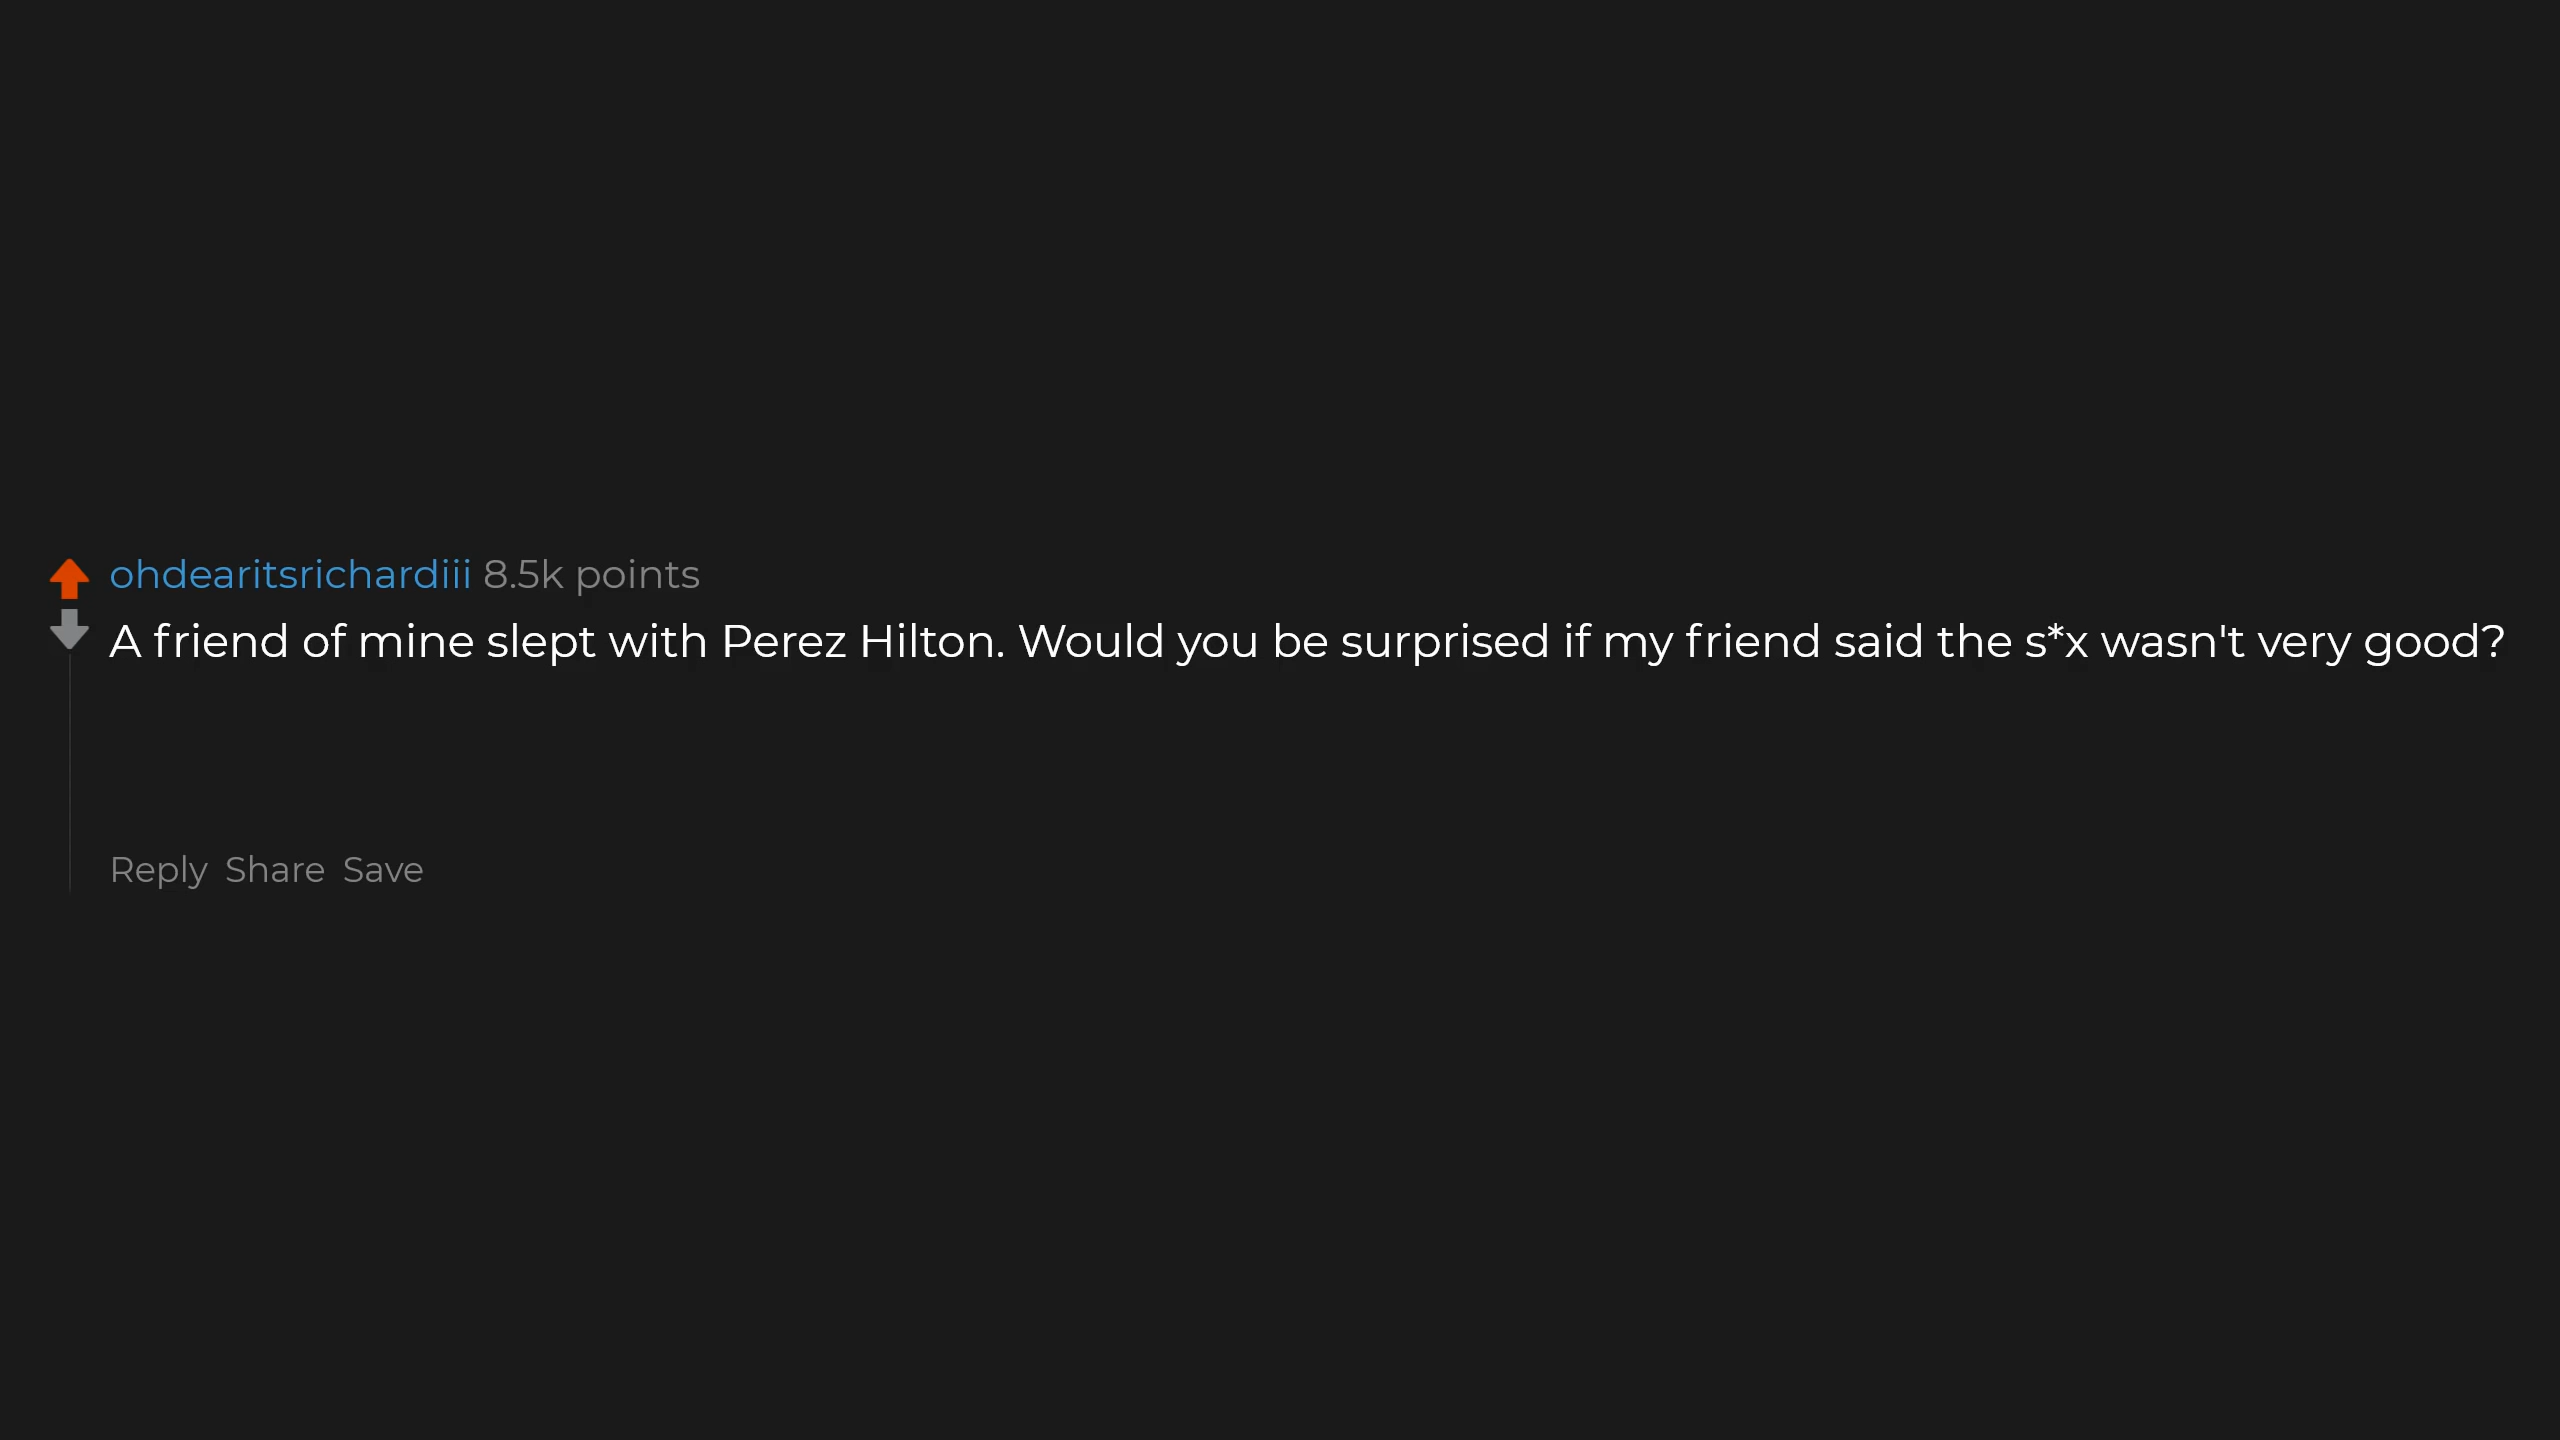 ohdearitsrichardiii 8.5k points
A friend of mine slept with Perez Hilton. Would you be surprised if my friend said the s*x wasn't very good?
Reply Share Save